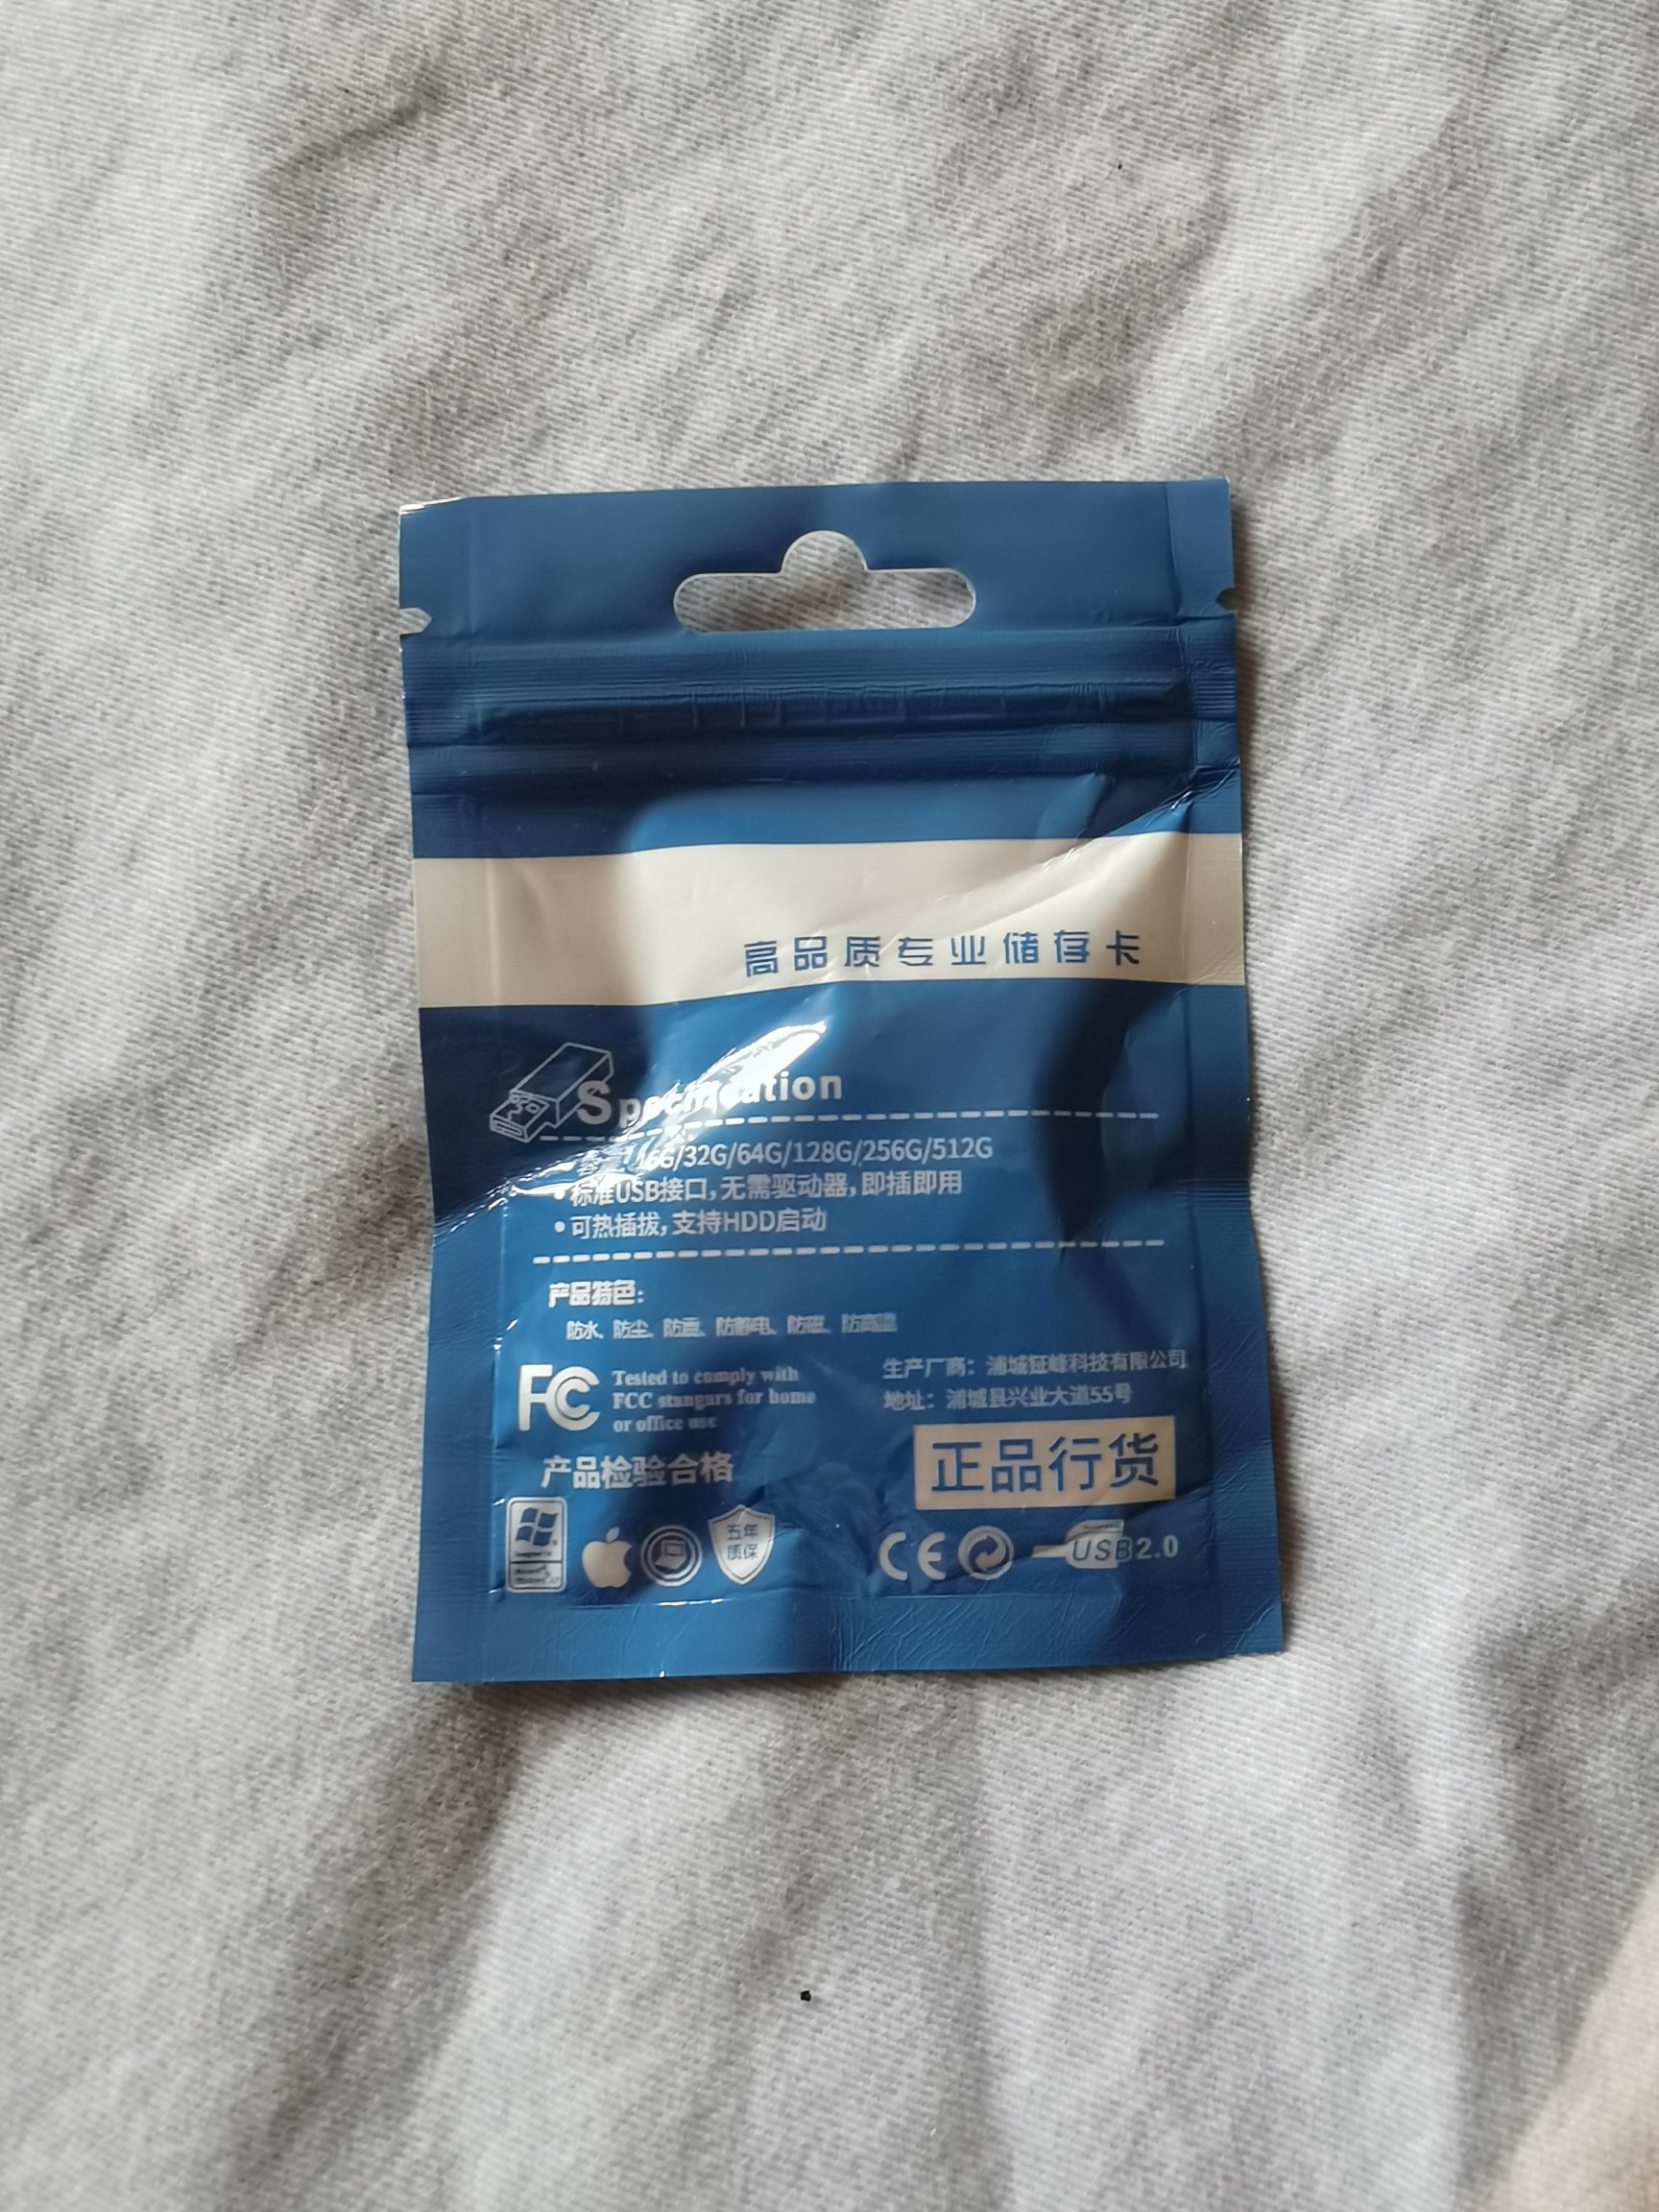 高品质专业储存卡
Specification
容量:16G/32G/64G/128G/256G/512G
•标准USB接口,无需驱动器,即插即用
•可热插拔,支持HDD启动
产品特色:
防水、防尘、防震、防静电、防磁、防高温
FC Tested to comply with
FCC stangars for home
or office use
生产厂商:浦城钲峰科技有限公司
地址:浦城县兴业大道55号
产品检验合格
正品行货
五年
质保
CE
USB2.0